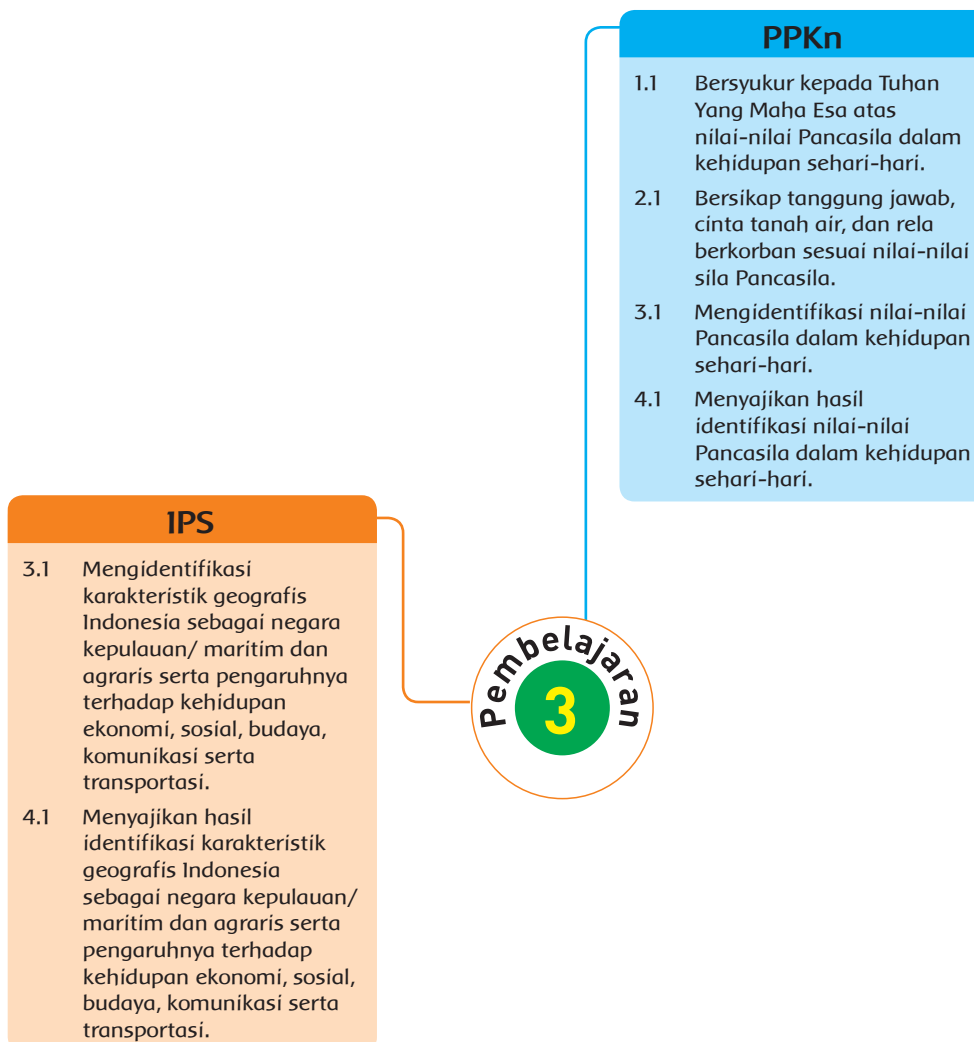 PPKn
1.1 Bersyukur kepada Tuhan
Yang Maha Esa atas
nilai-nilai Pancasila dalam
kehidupan sehari-hari.
2.1 Bersikap tanggung jawab,
cinta tanah air, dan rela
berkorban sesuai nilai-nilai
sila Pancasila.
3.1 Mengidentifikasi nilai-nilai
Pancasila dalam kehidupan
sehari-hari.
4.1 Menyajikan hasil
identifikasi nilai-nilai
Pancasila dalam kehidupan
sehari-hari.
IPS
3.1 Mengidentifikasi
karakteristik geografis
Indonesia sebagai negara
kepulauan/ maritim dan
agraris serta pengaruhnya
terhadap kehidupan
ekonomi, sosial, budaya,
komunikasi serta
transportasi.
4.1 Menyajikan hasil
identifikasi karakteristik
geografis Indonesia
sebagai negara kepulauan/
maritim dan agraris serta
pengaruhnya terhadap
kehidupan ekonomi, sosial,
budaya, komunikasi serta
transportasi.
Pembelajaran
3